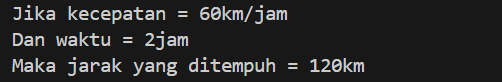 Jika kecepatan = 60km/jam
Dan waktu = 2jam
Maka jarak yang ditempuh = 120km